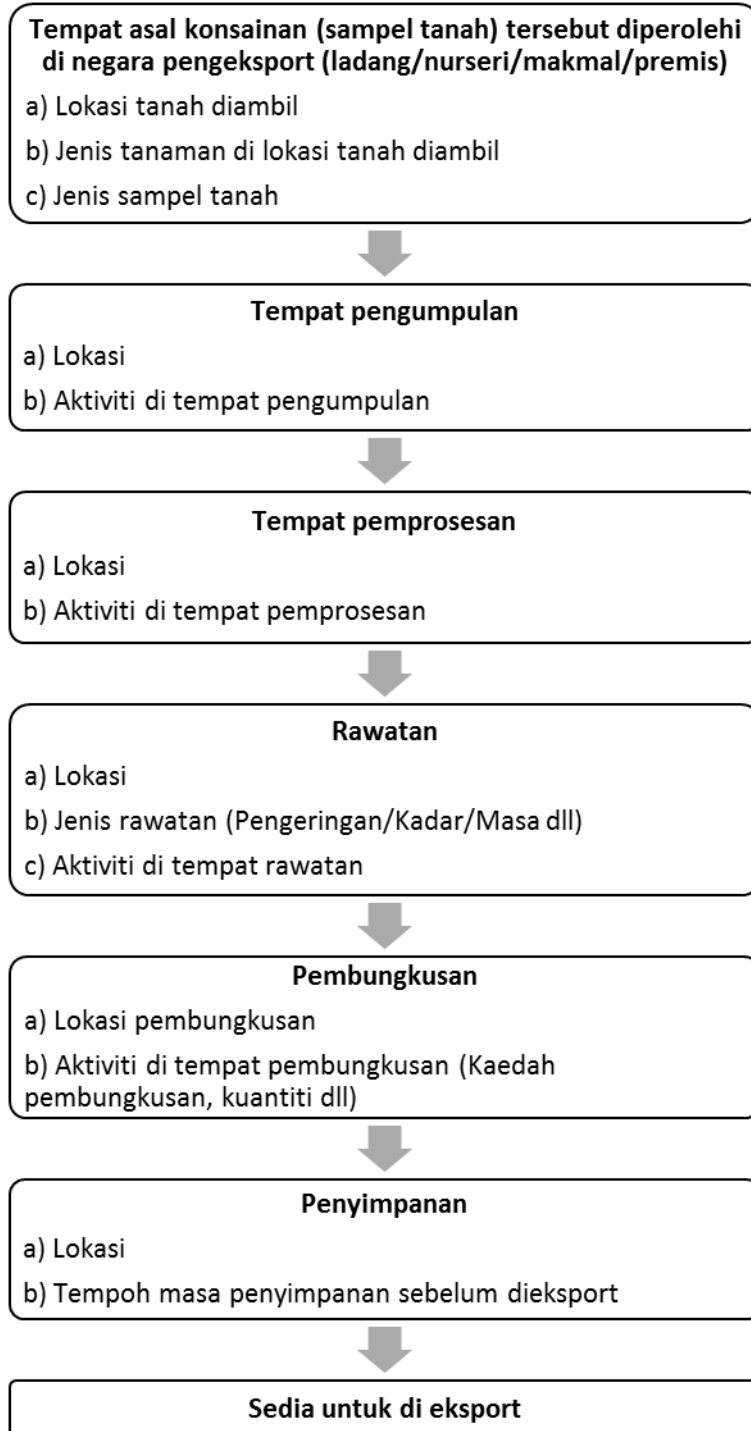 Tempat asal konsainan (sampel tanah) tersebut diperolehi
di negara pengeksport (ladang/nurseri/makmal/premis)
a) Lokasi tanah diambil
b) Jenis tanaman di lokasi tanah diambil
c) Jenis sampel tanah
Tempat pengumpulan
a) Lokasi
b) Aktiviti di tempat pengumpulan
Tempat pemprosesan
a) Lokasi
b) Aktiviti di tempat pemprosesan
Rawatan
a) Lokasi
b) Jenis rawatan (Pengeringan/Kadar/Masa dll)
c) Aktiviti di tempat rawatan
Pembungkusan
a) Lokasi pembungkusan
b) Aktiviti di tempat pembungkusan (Kaedah
pembungkusan, kuantiti dll)
Penyimpanan
a) Lokasi
b) Tempoh masa penyimpanan sebelum dieksport
Sedia untuk di eksport